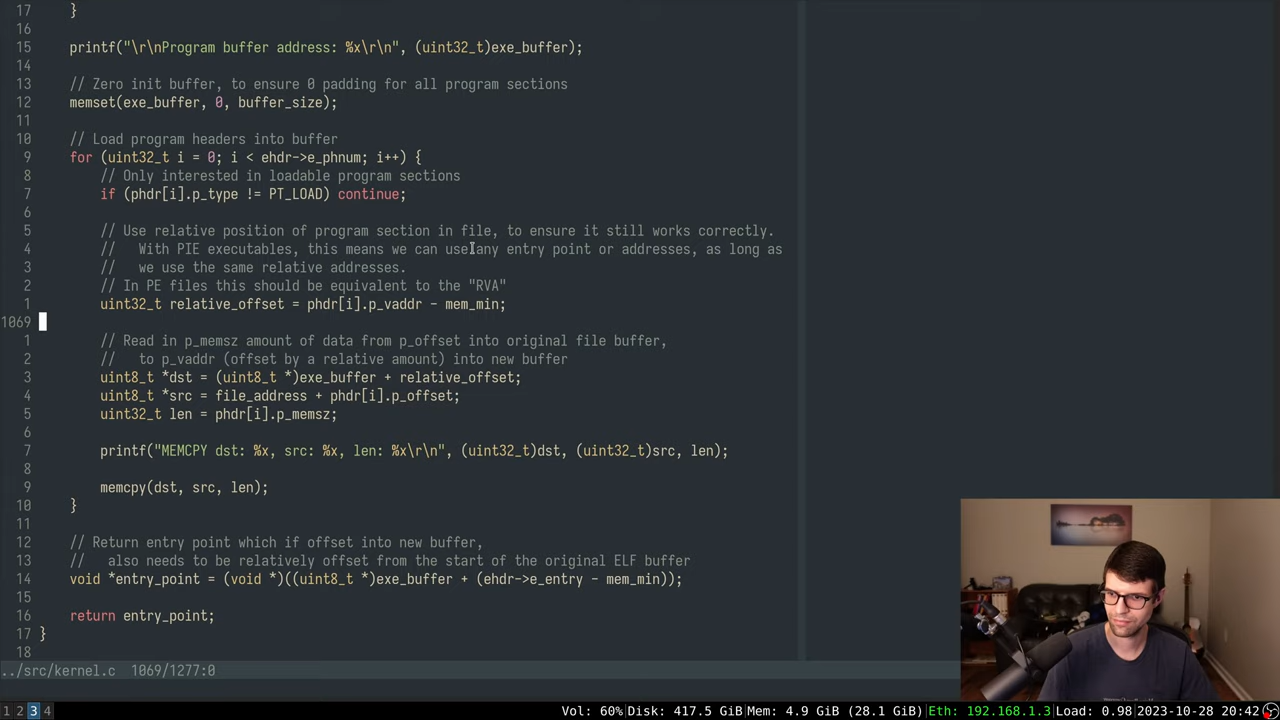 17     }
16
15     printf("\r\nProgram buffer address: %x\r\n", (uint32_t)exe_buffer);
14
13     // Zero init buffer, to ensure 0 padding for all program sections
12     memset(exe_buffer, 0, buffer_size);
11
10     // Load program headers into buffer
9     for (uint32_t i = 0; i < ehdr->e_phnum; i++) {
8         // Only interested in loadable program sections
7         if (phdr[i].p_type != PT_LOAD) continue;
6
5         // Use relative position of program section in file, to ensure it still works correctly.
4         //   With PIE executables, this means we can use any entry point or addresses, as long as
3         //   we use the same relative addresses.
2         // In PE files this should be equivalent to the "RVA"
1         uint32_t relative_offset = phdr[i].p_vaddr - mem_min;
1069
1         // Read in p_memsz amount of data from p_offset into original file buffer,
2         //   to p_vaddr (offset by a relative amount) into new buffer
3         uint8_t *dst = (uint8_t *)exe_buffer + relative_offset;
4         uint8_t *src = file_address + phdr[i].p_offset;
5         uint32_t len = phdr[i].p_memsz;
6
7         printf("MEMCPY dst: %x, src: %x, len: %x\r\n", (uint32_t)dst, (uint32_t)src, len);
8
9         memcpy(dst, src, len);
10     }
11
12     // Return entry point which if offset into new buffer,
13     //   also needs to be relatively offset from the start of the original ELF buffer
14     void *entry_point = (void *)((uint8_t *)exe_buffer + (ehdr->e_entry - mem_min));
15
16     return entry_point;
17 }
18
../src/kernel.c  1069/1277:0
1 2 3 4 Vol: 60%|Disk: 417.5 GiB|Mem: 4.9 GiB (28.1 GiB)|Eth: 192.168.1.3|Load: 0.98|2023-10-28 20:42